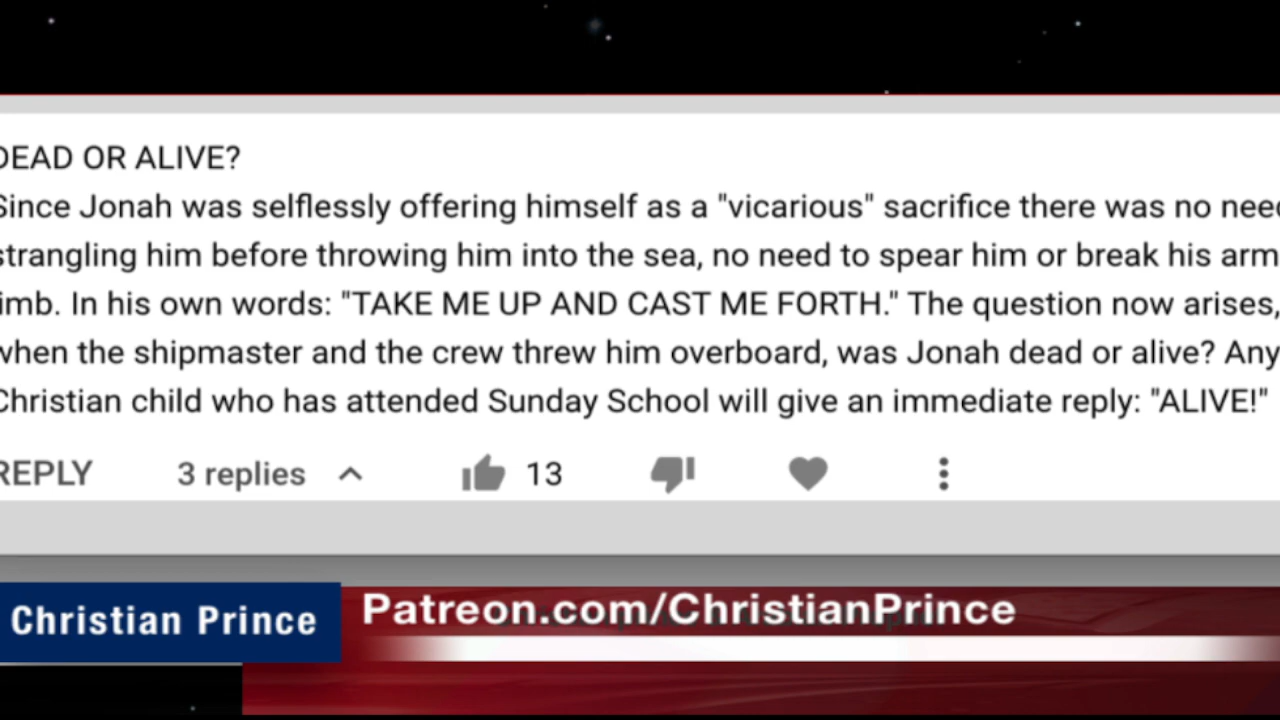 DEAD OR ALIVE?
Since Jonah was selflessly offering himself as a "vicarious" sacrifice there was no need
strangling him before throwing him into the sea, no need to spear him or break his arm
limb. In his own words: "TAKE ME UP AND CAST ME FORTH." The question now arises,
when the shipmaster and the crew threw him overboard, was Jonah dead or alive? Any
Christian child who has attended Sunday School will give an immediate reply: "ALIVE!"
REPLY 3 replies 13
Christian Prince
Patreon.com/ChristianPrince